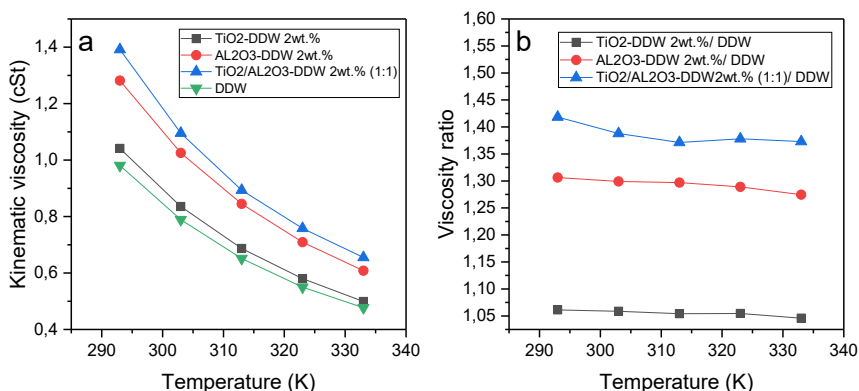 a
TiO2-DDW 2wt.%
AL2O3-DDW 2wt.%
TiO2/AL2O3-DDW 2wt.% (1:1)
DDW
Kinematic viscosity (cSt)
1,4
1,2
1,0
0,8
0,6
0,4
290 300 310 320 330 340
Temperature (K)
b
TiO2-DDW 2wt.%/ DDW
AL2O3-DDW 2wt.%/ DDW
TiO2/AL2O3-DDW2wt.% (1:1)/ DDW
Viscosity ratio
1,60
1,55
1,50
1,45
1,40
1,35
1,30
1,25
1,20
1,15
1,10
1,05
290 300 310 320 330 340
Temperature (K)